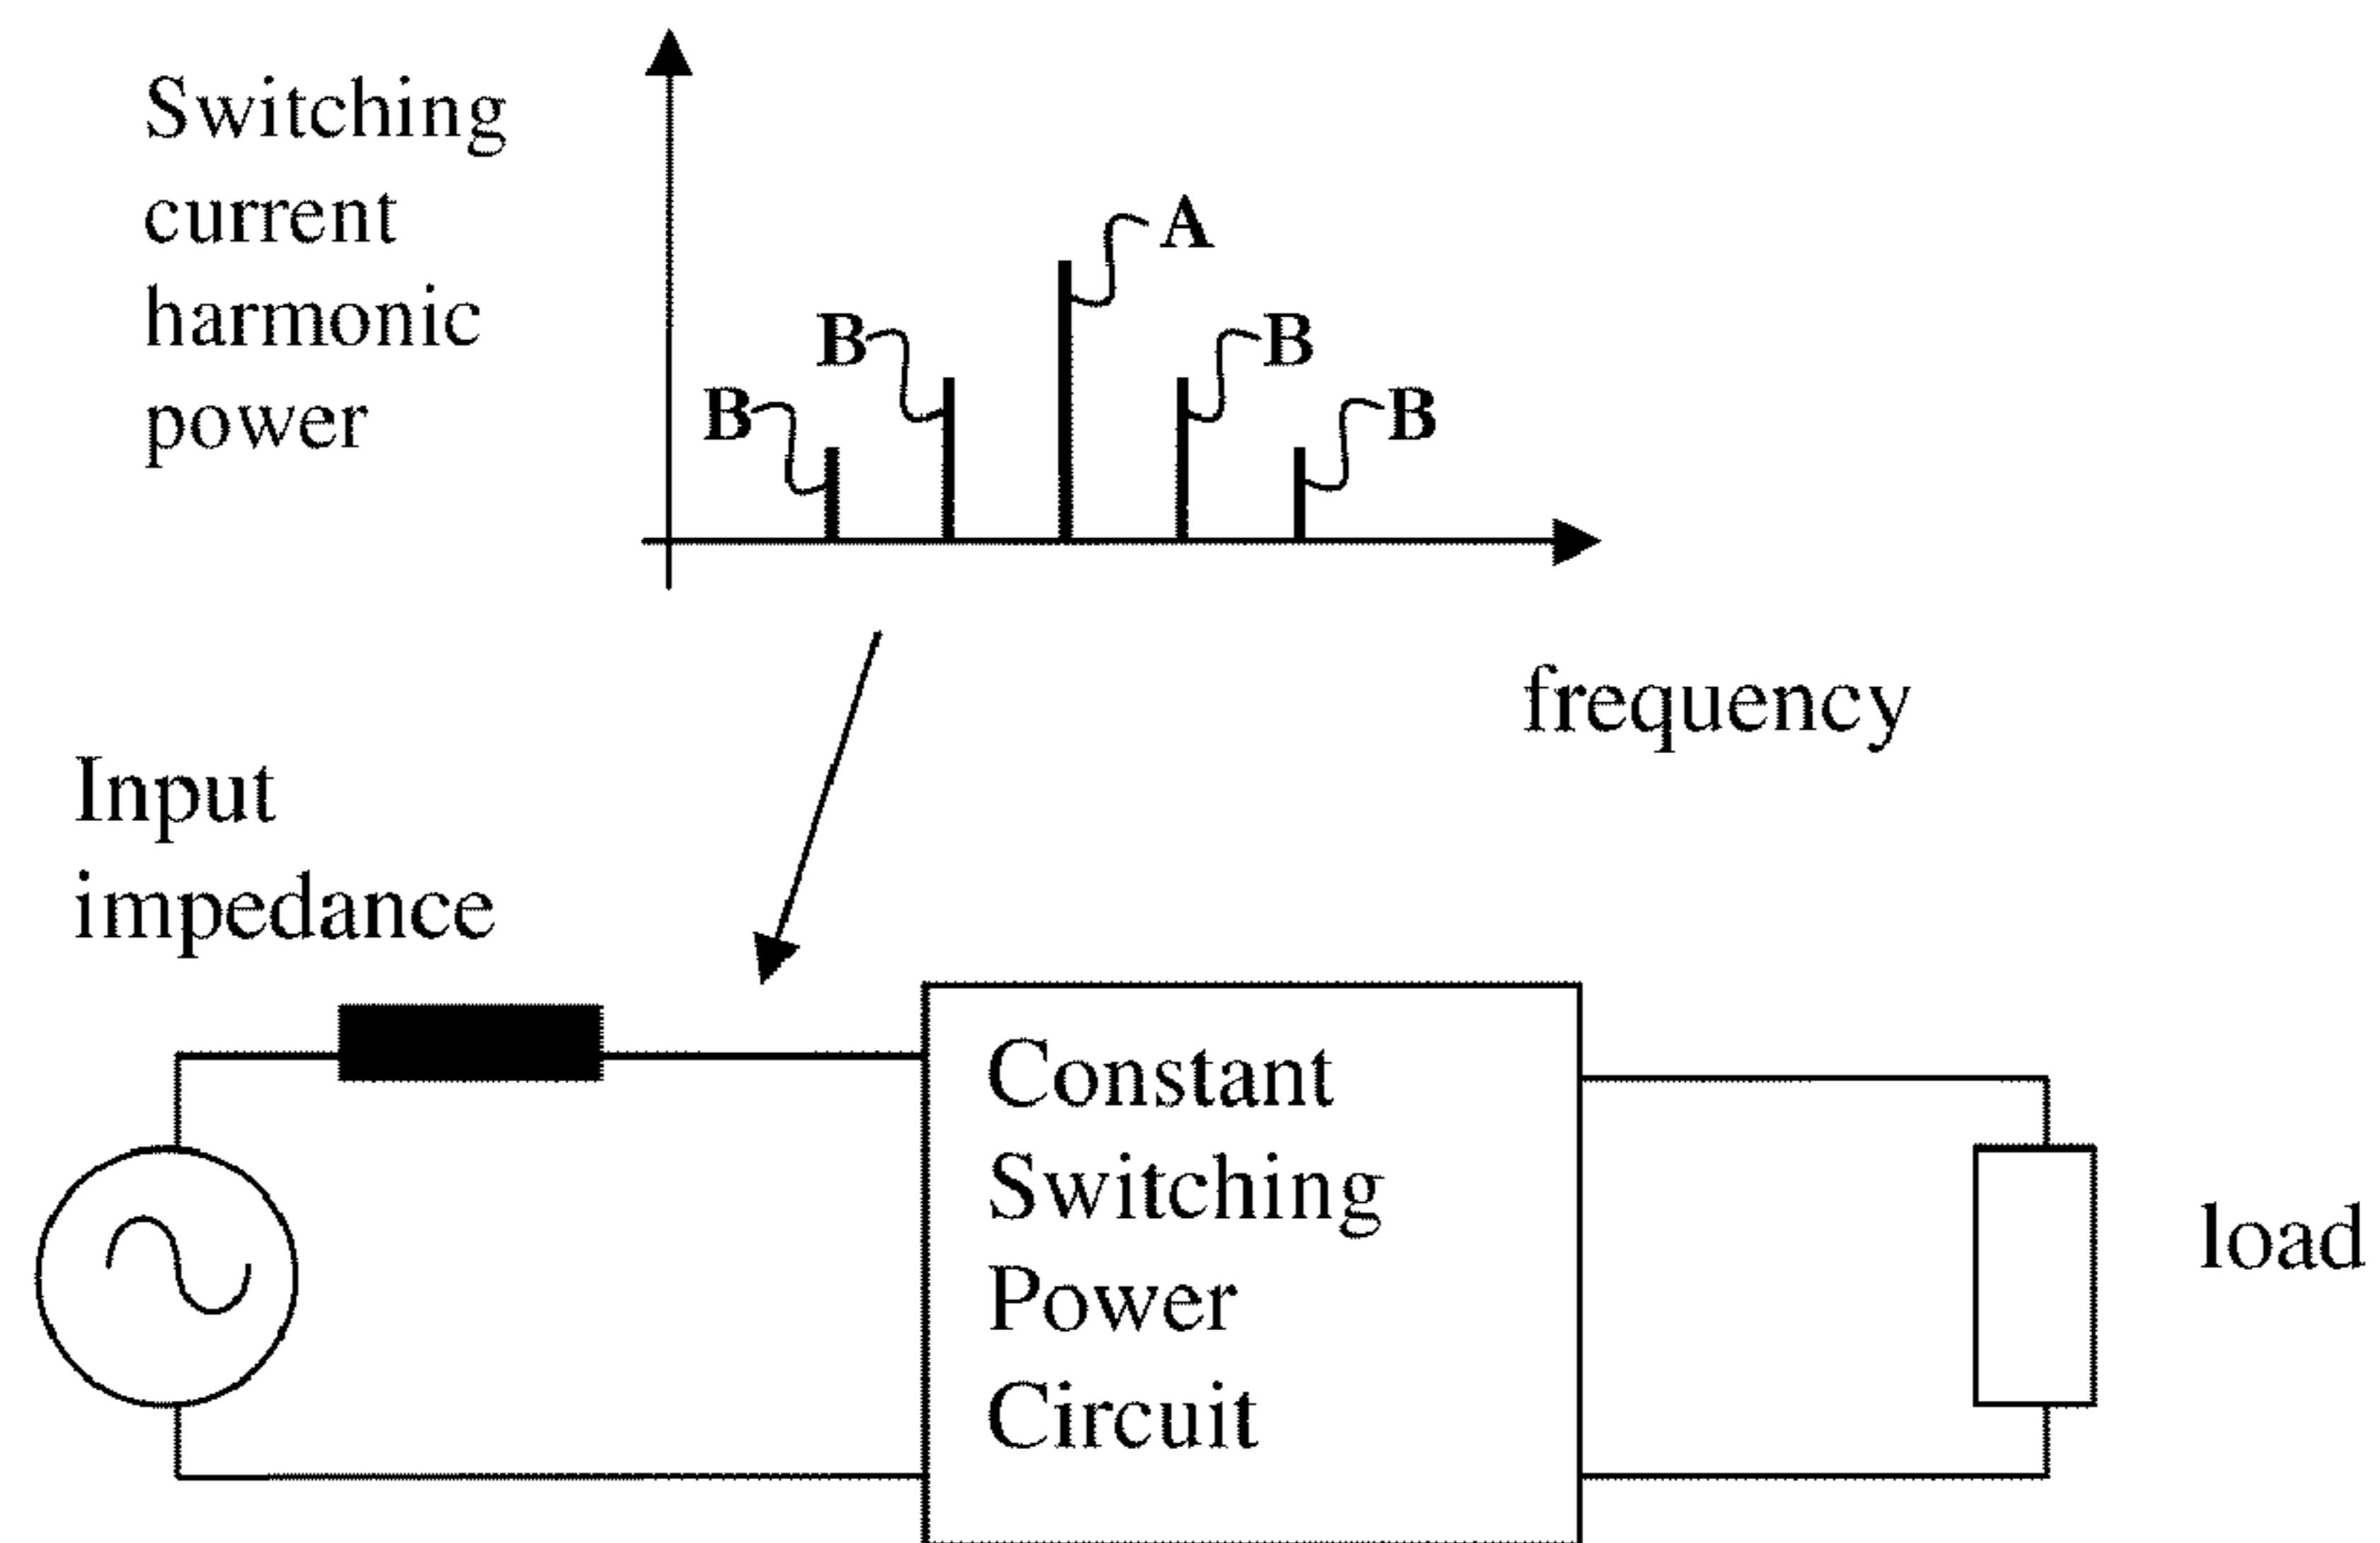 Switching
current
harmonic
power
A
B
B
B
B
frequency
Input
impedance
Constant
Switching
Power
Circuit
load